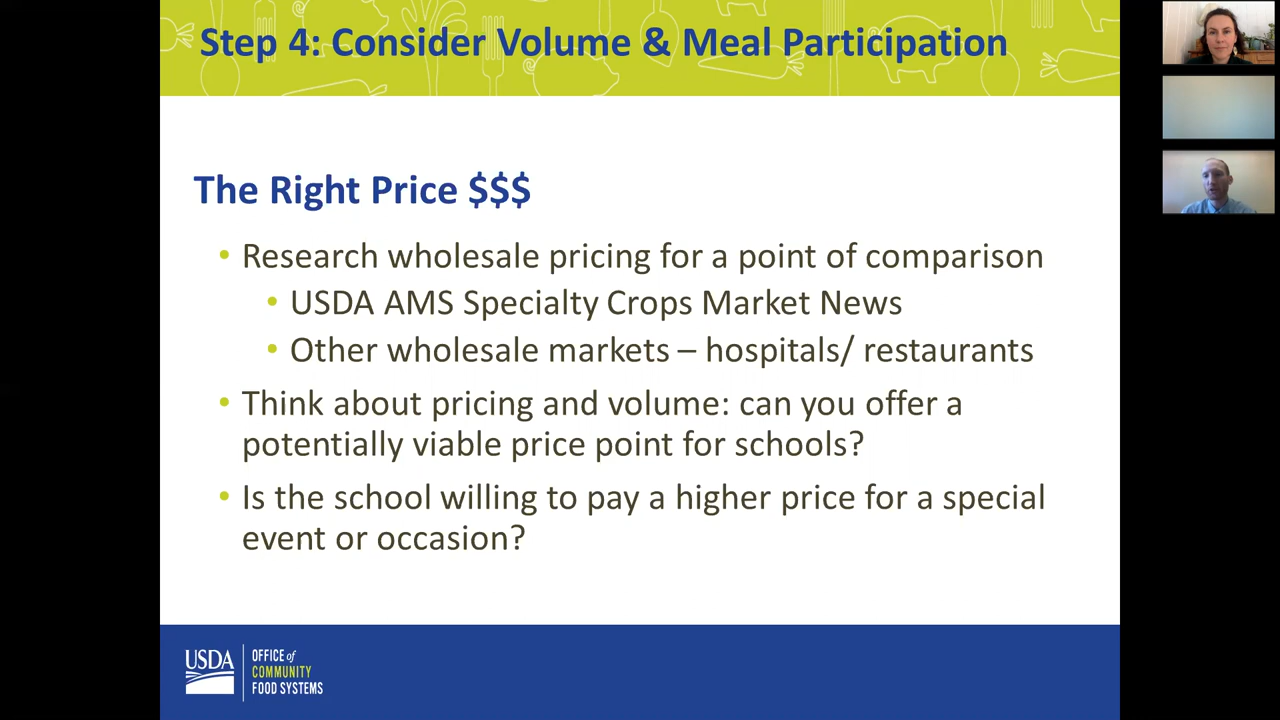 Step 4: Consider Volume & Meal Participation
The Right Price $$$
• Research wholesale pricing for a point of comparison
• USDA AMS Specialty Crops Market News
• Other wholesale markets – hospitals/ restaurants
• Think about pricing and volume: can you offer a
potentially viable price point for schools?
• Is the school willing to pay a higher price for a special
event or occasion?
USDA
OFFICE of
COMMUNITY
FOOD SYSTEMS